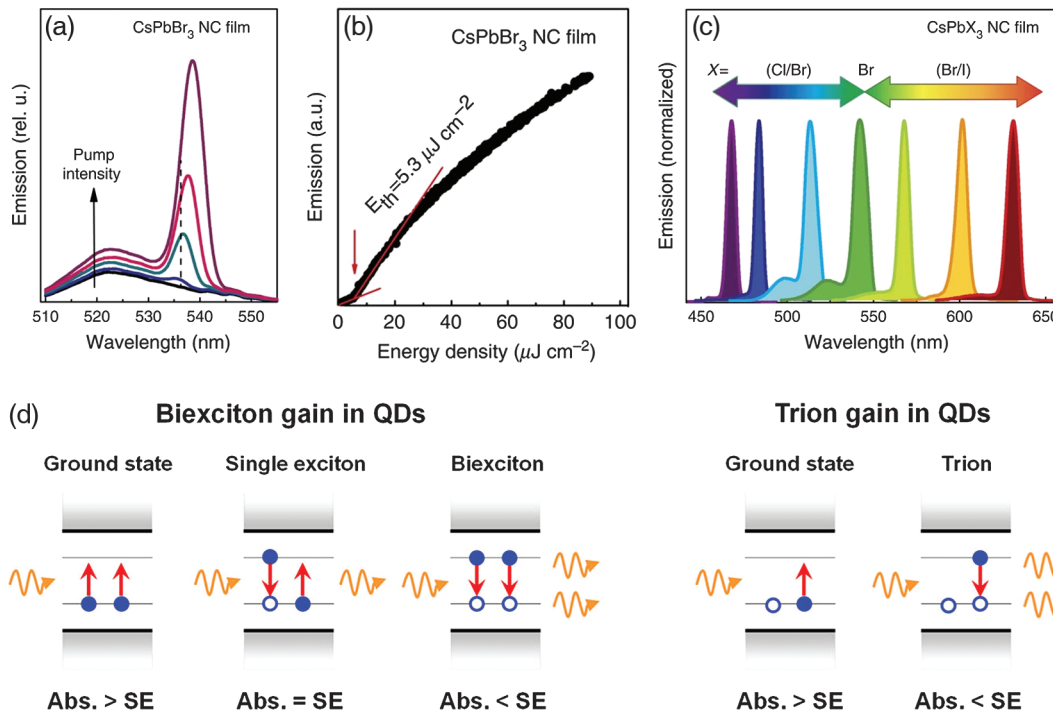 (a)
CsPbBr₃ NC film
Emission (rel. u.)
Pump
intensity
510 520 530 540 550
Wavelength (nm)
(b)
CsPbBr₃ NC film
Emission (a.u.)
Eth=5.3 μJ cm⁻²
0 20 40 60 80 100
Energy density (μJ cm⁻²)
(c)
CsPbX₃ NC film
X= (Cl/Br) Br (Br/I)
Emission (normalized)
450 500 550 600 650
Wavelength (nm)
(d)
Biexciton gain in QDs
Ground state Single exciton Biexciton
Abs. > SE Abs. = SE Abs. < SE
Trion gain in QDs
Ground state Trion
Abs. > SE Abs. < SE